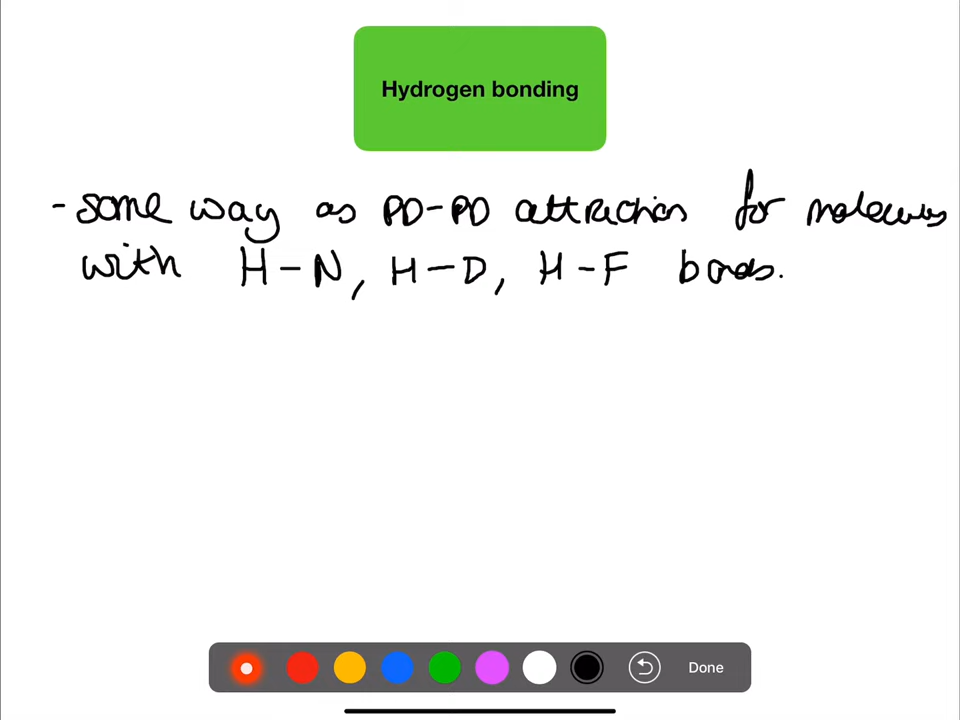 Hydrogen bonding
- same way as PD-PD attraction for molecules
with H-N, H-O, H-F bonds.
Done